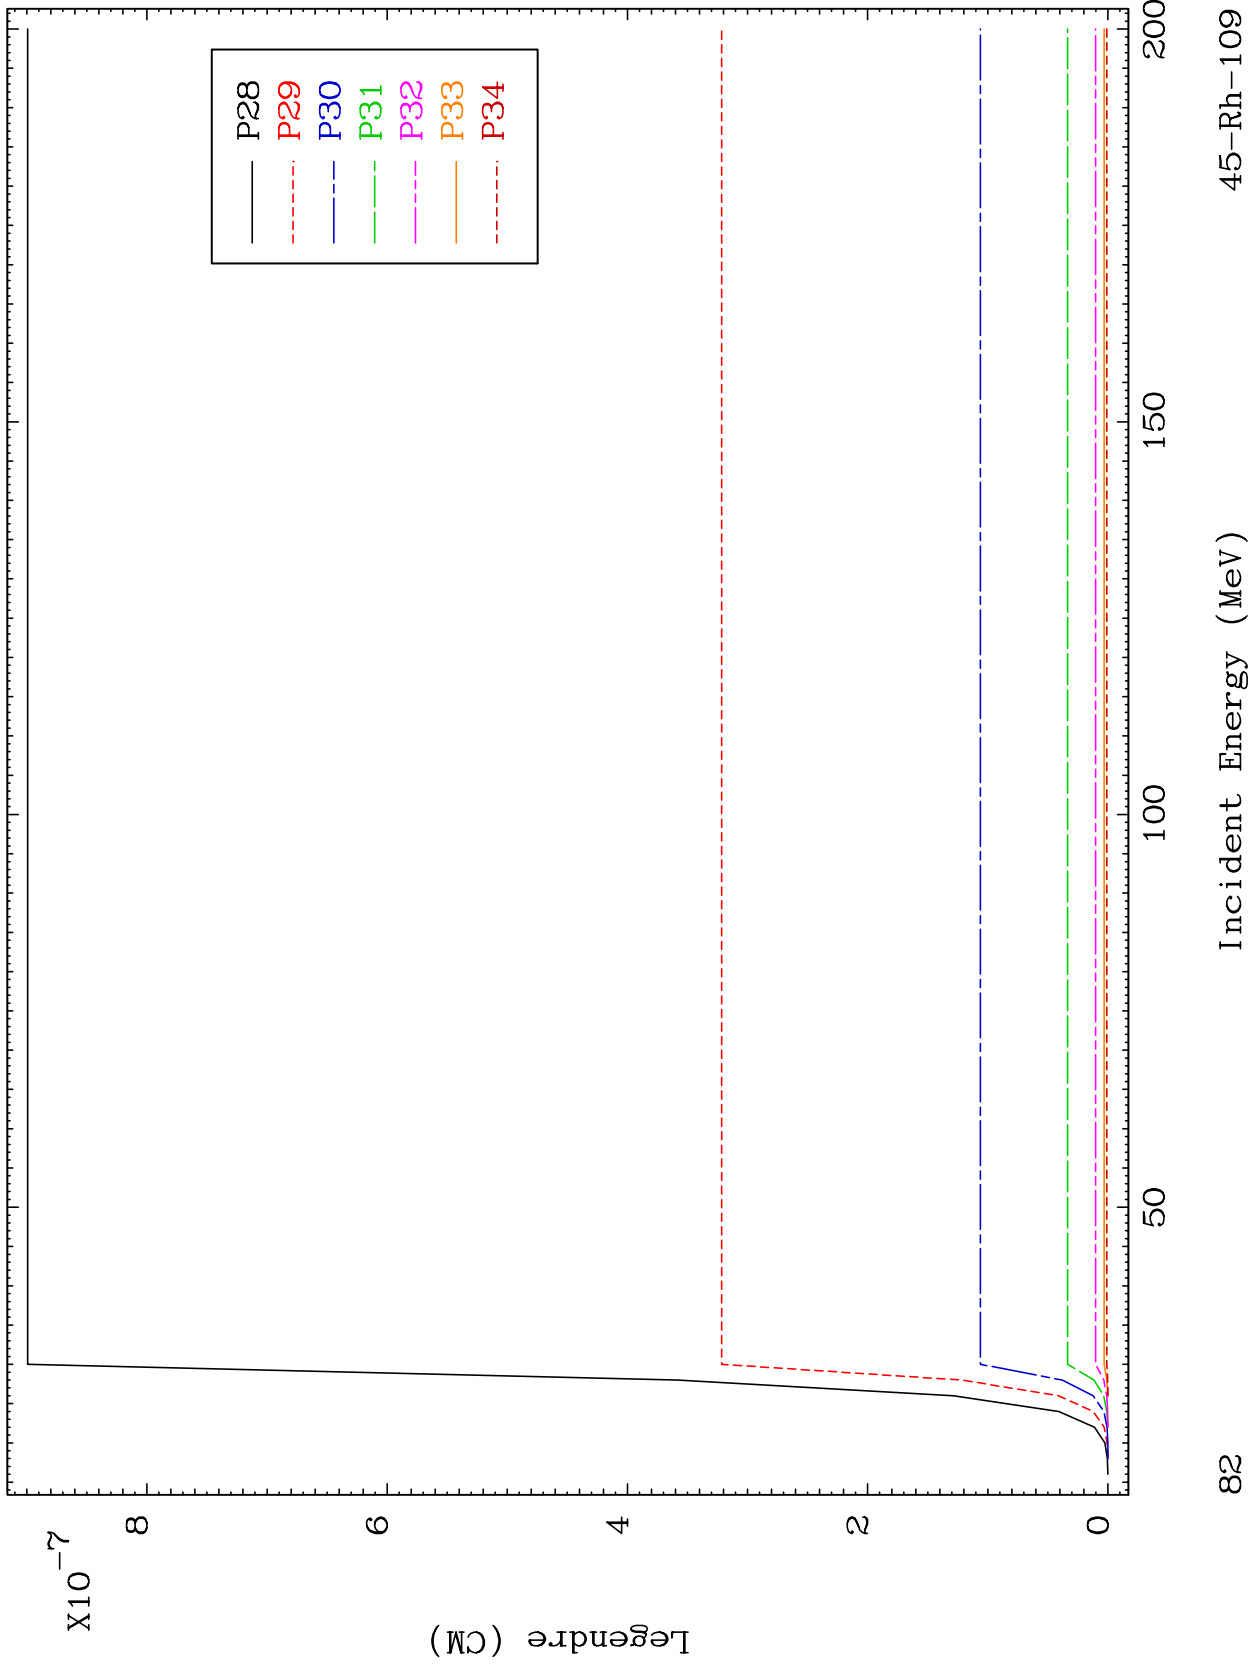 X10-7
8
6
4
2
0
Legendre (CM)
P28
P29
P30
P31
P32
P33
P34
50
100
150
200
Incident Energy (MeV)
82
45-Rh-109